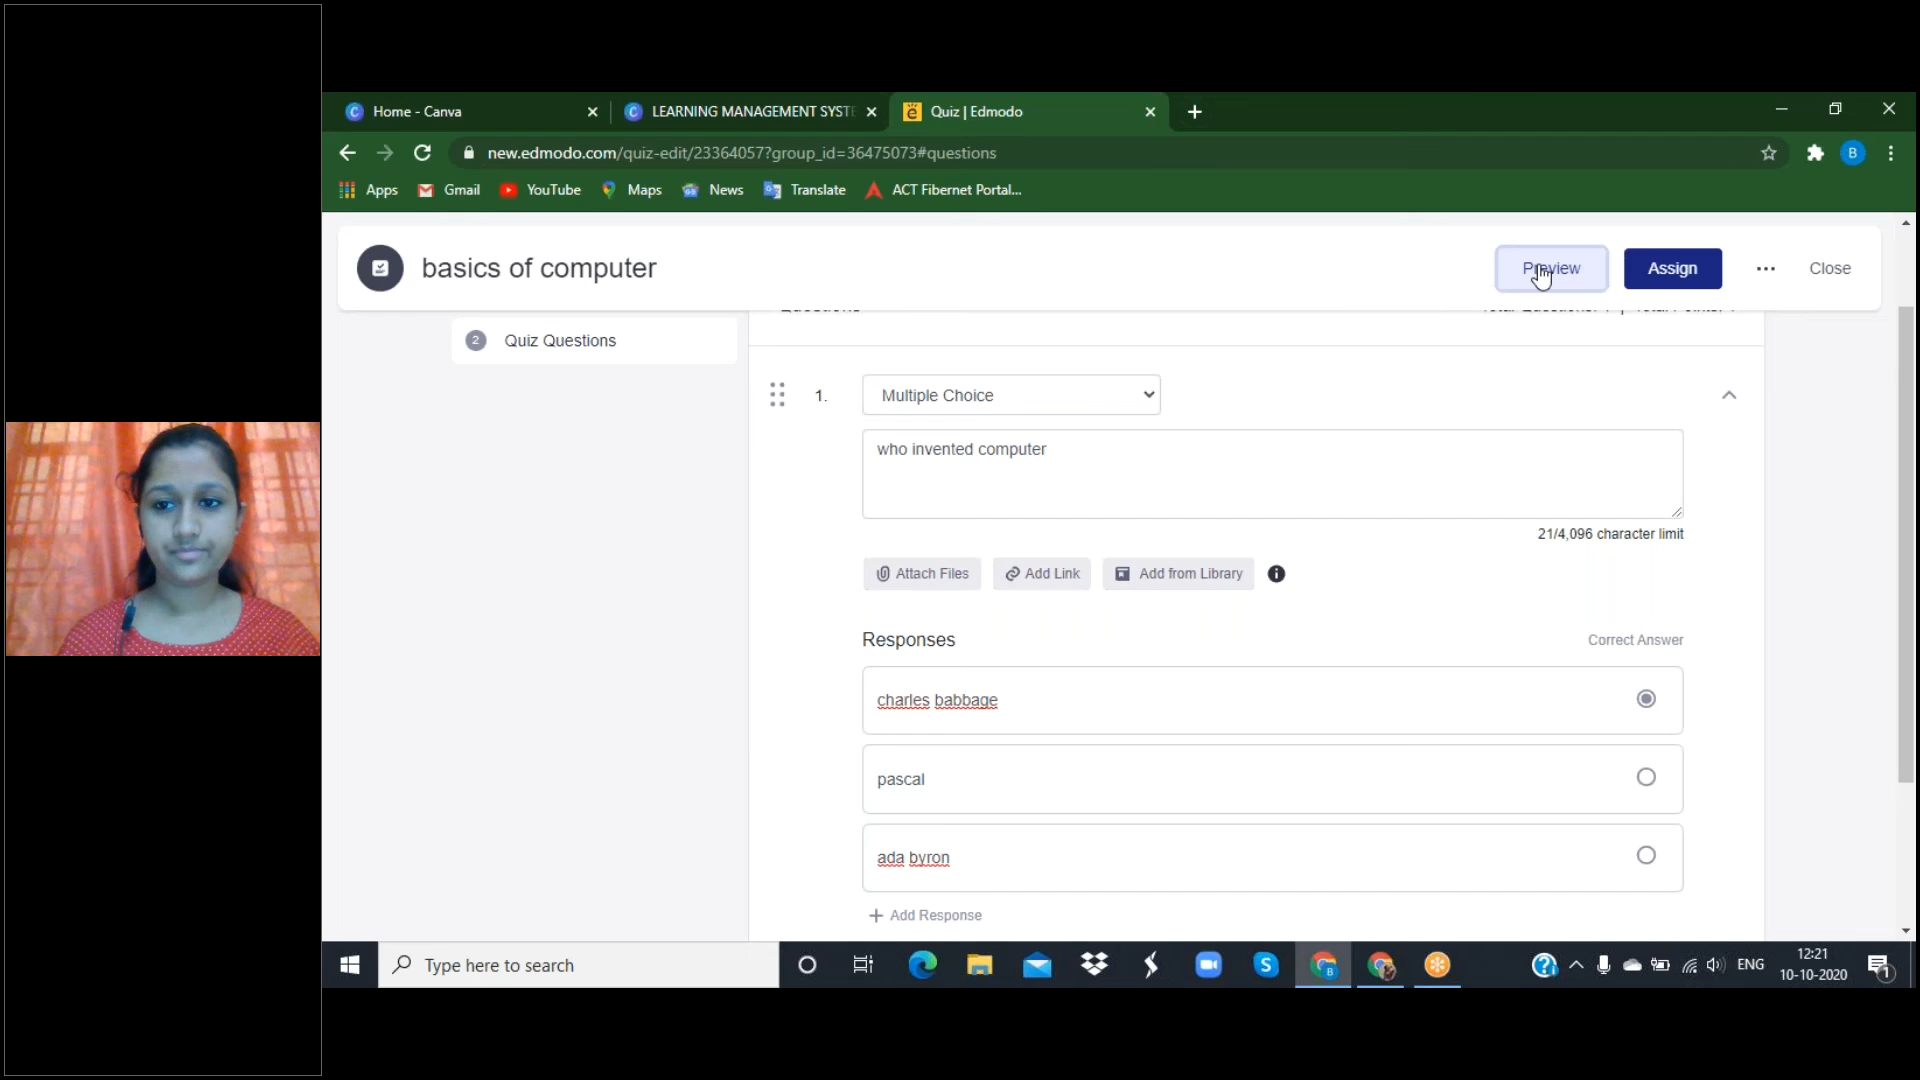 Home - Canva
LEARNING MANAGEMENT SYSTE
Quiz | Edmodo
new.edmodo.com/quiz-edit/23364057?group_id=36475073#questions
B
Apps
Gmail
YouTube
Maps
News
Translate
ACT Fibernet Portal...
basics of computer
Preview
Assign
Close
2 Quiz Questions
1. Multiple Choice
who invented computer
21/4,096 character limit
Attach Files
Add Link
Add from Library
Responses
Correct Answer
charles babbage
pascal
ada byron
+ Add Response
Type here to search
ENG
12:21
10-10-2020